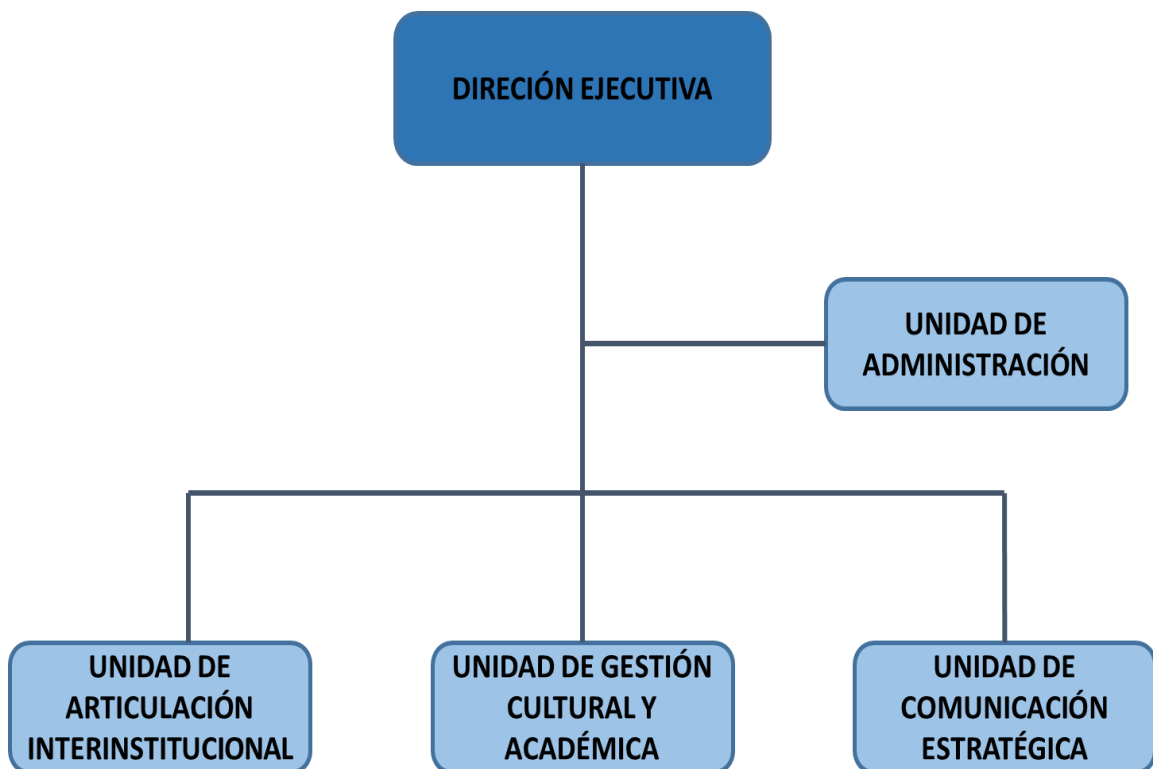 DIRECIÓN EJECUTIVA
UNIDAD DE
ADMINISTRACIÓN
UNIDAD DE
ARTICULACIÓN
INTERINSTITUCIONAL
UNIDAD DE GESTIÓN
CULTURAL Y
ACADÉMICA
UNIDAD DE
COMUNICACIÓN
ESTRATÉGICA